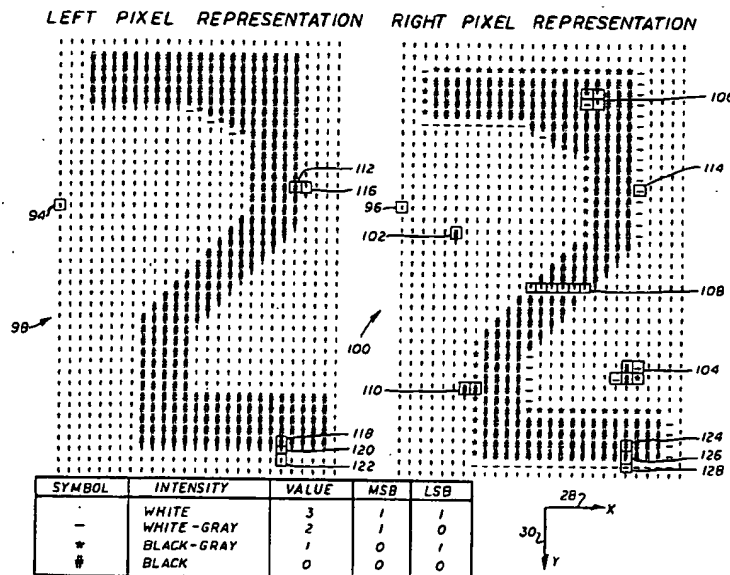 LEFT PIXEL REPRESENTATION
RIGHT PIXEL REPRESENTATION
106
112
116
114
94
96
102
98
108
100
110
104
118
120
122
124
126
128
SYMBOL INTENSITY VALUE MSB LSB
· WHITE 3 1 1
– WHITE-GRAY 2 1 0
* BLACK-GRAY 1 0 1
# BLACK 0 0 0
28 X
30 Y